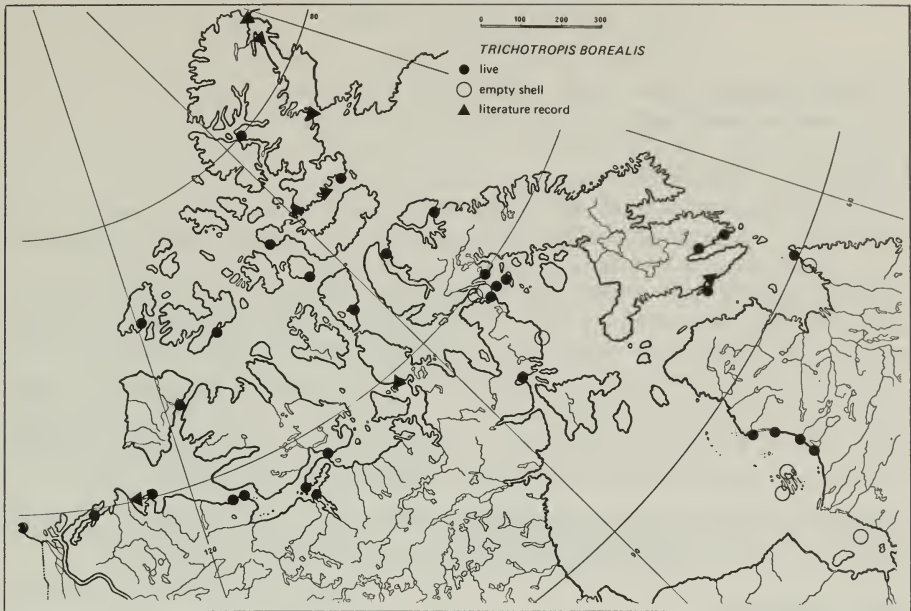 80
0 100 200 300
TRICHOTROPIS BOREALIS
live
empty shell
literature record
60
120
90